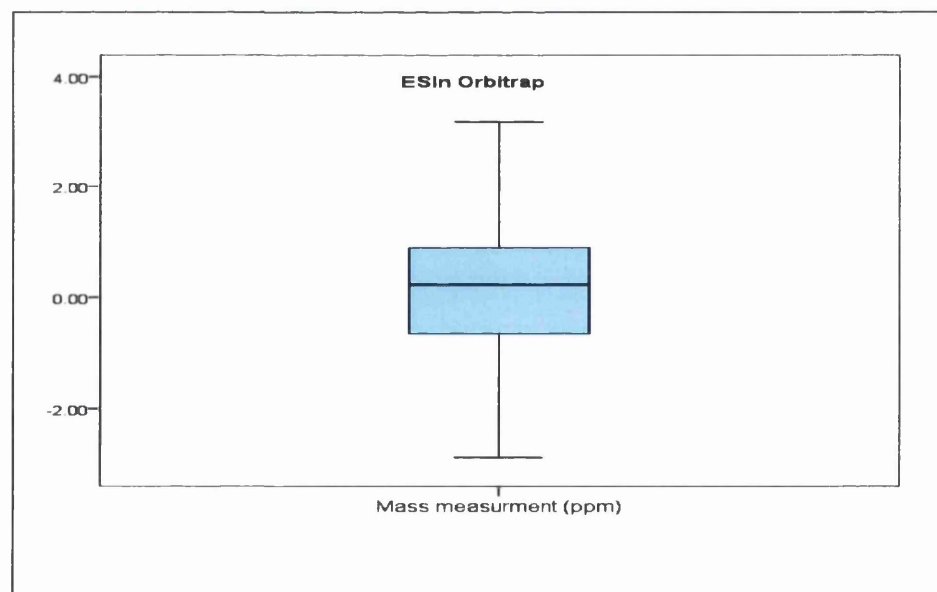 ESIn Orbitrap
4.00
2.00
0.00
-2.00
Mass measurment (ppm)